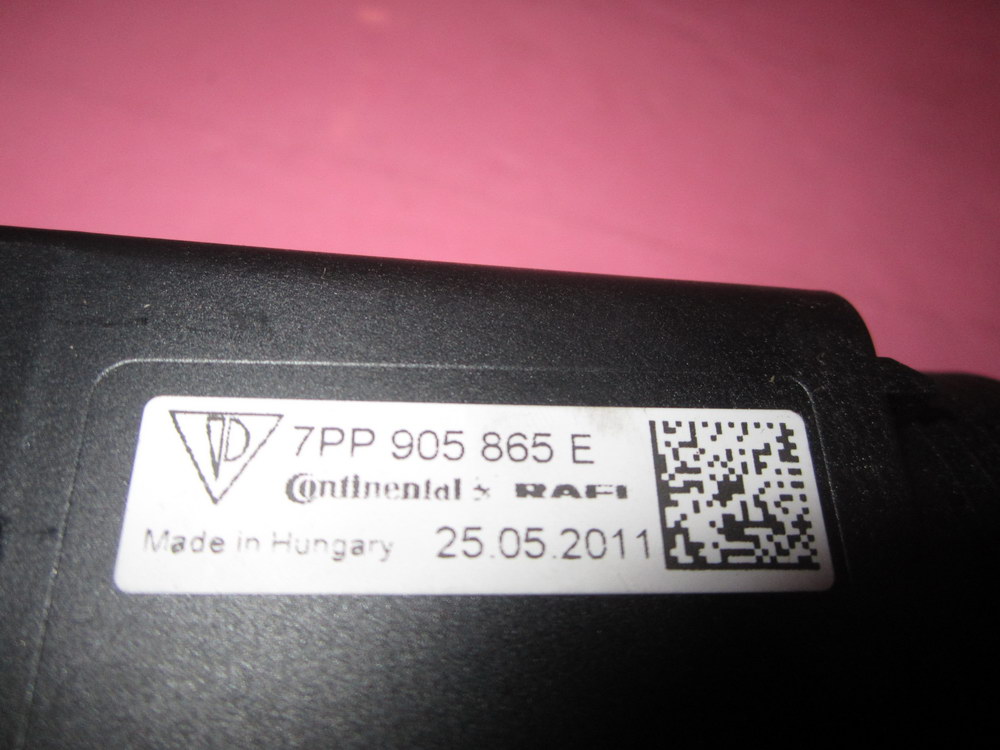 7PP 905 865 E
Continental RAFI
Made in Hungary 25.05.2011